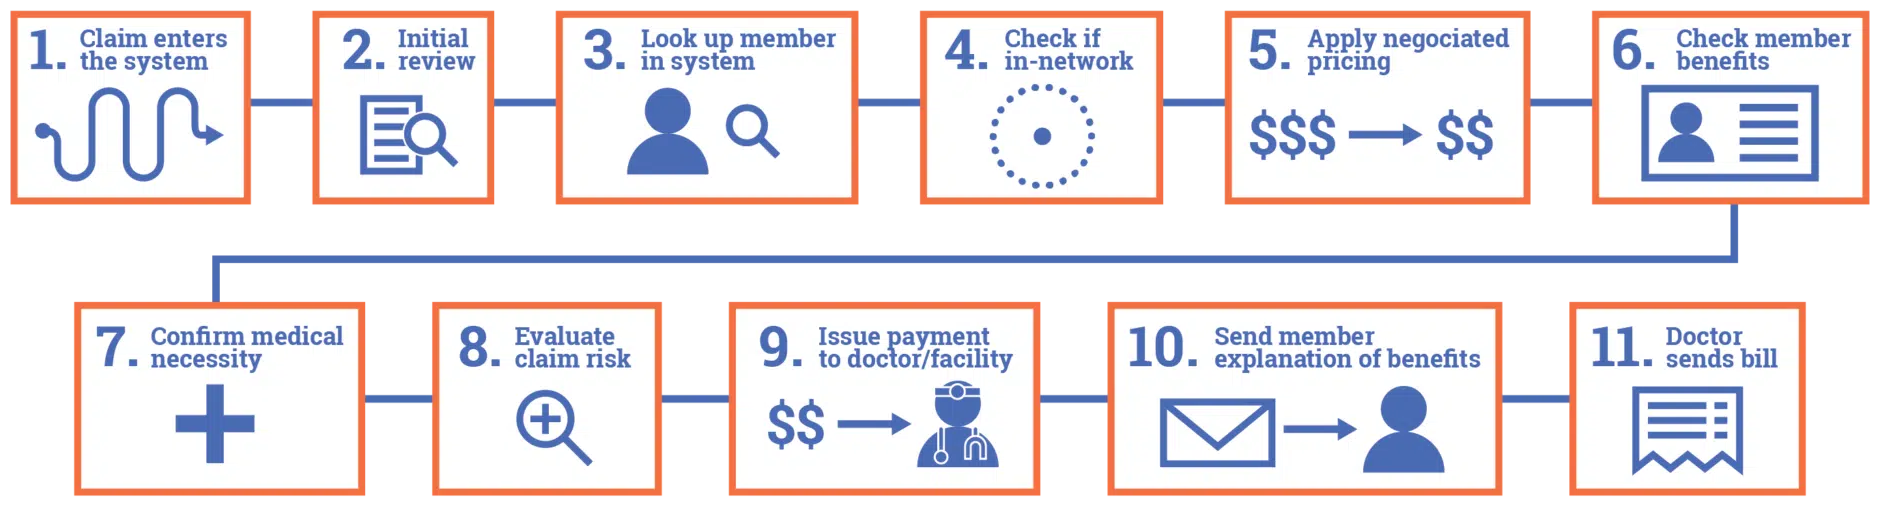 1. Claim enters
the system
2. Initial
review
3. Look up member
in system
4. Check if
in-network
5. Apply negociated
pricing
$$$ $$
6. Check member
benefits
7. Confirm medical
necessity
8. Evaluate
claim risk
9. Issue payment
to doctor/facility
$$
10. Send member
explanation of benefits
11. Doctor
sends bill